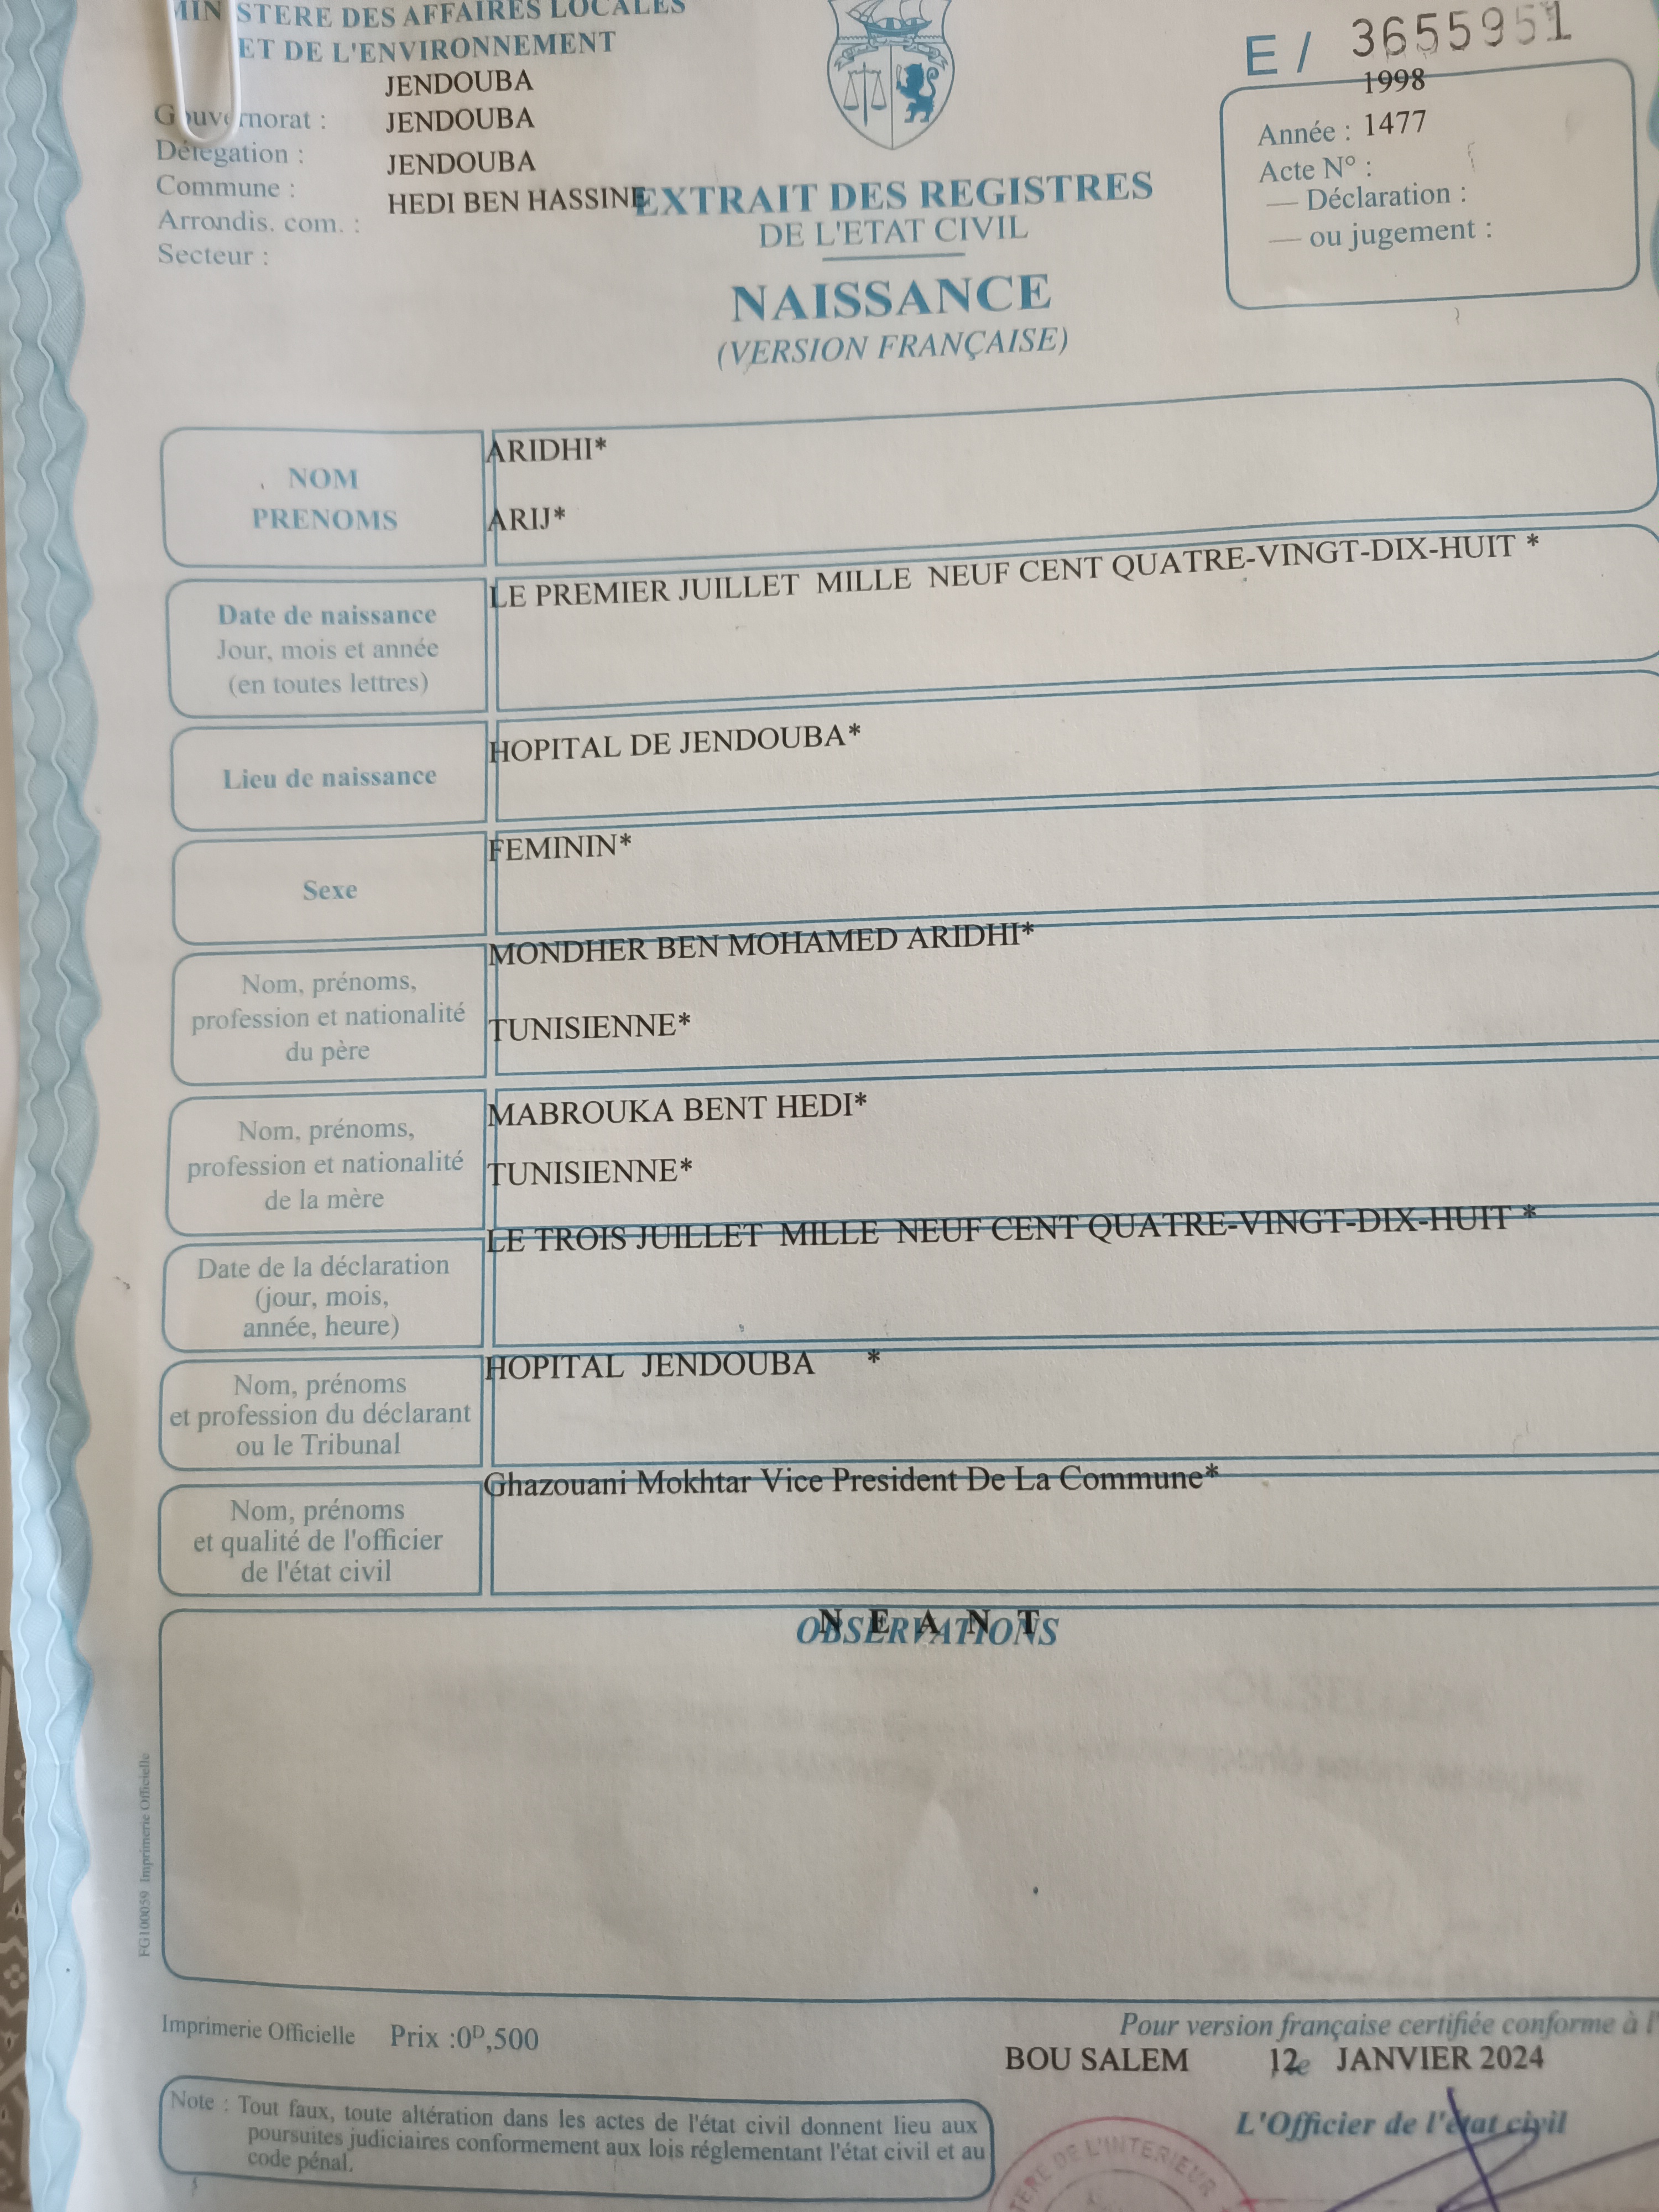 MINISTERE DES AFFAIRES LOCALES
ET DE L'ENVIRONNEMENT
JENDOUBA
Gouvernorat : JENDOUBA
Délégation : JENDOUBA
Commune : HEDI BEN HASSINE
Arrondis. com. :
Secteur :
E / 3655951
1998
Année : 1477
Acte N° :
— Déclaration :
— ou jugement :
EXTRAIT DES REGISTRES
DE L'ETAT CIVIL
NAISSANCE
(VERSION FRANÇAISE)
NOM
PRENOMS
ARIDHI*
ARIJ*
Date de naissance
Jour, mois et année
(en toutes lettres)
LE PREMIER JUILLET MILLE NEUF CENT QUATRE-VINGT-DIX-HUIT *
Lieu de naissance
HOPITAL DE JENDOUBA*
Sexe
FEMININ*
Nom, prénoms,
profession et nationalité
du père
MONDHER BEN MOHAMED ARIDHI*
TUNISIENNE*
Nom, prénoms,
profession et nationalité
de la mère
MABROUKA BENT HEDI*
TUNISIENNE*
Date de la déclaration
(jour, mois,
année, heure)
LE TROIS JUILLET MILLE NEUF CENT QUATRE-VINGT-DIX-HUIT *
Nom, prénoms
et profession du déclarant
ou le Tribunal
HOPITAL JENDOUBA *
Nom, prénoms
et qualité de l'officier
de l'état civil
Ghazouani Mokhtar Vice President De La Commune*
OBSERVATIONS
N E A N T
FG100059 Imprimerie Officielle
Imprimerie Officielle Prix :0D,500
Pour version française certifiée conforme à l'
BOU SALEM 12 JANVIER 2024
L'Officier de l'état civil
Note : Tout faux, toute altération dans les actes de l'état civil donnent lieu aux
poursuites judiciaires conformement aux lois réglementant l'état civil et au
code pénal.
DE L'INTERIEUR